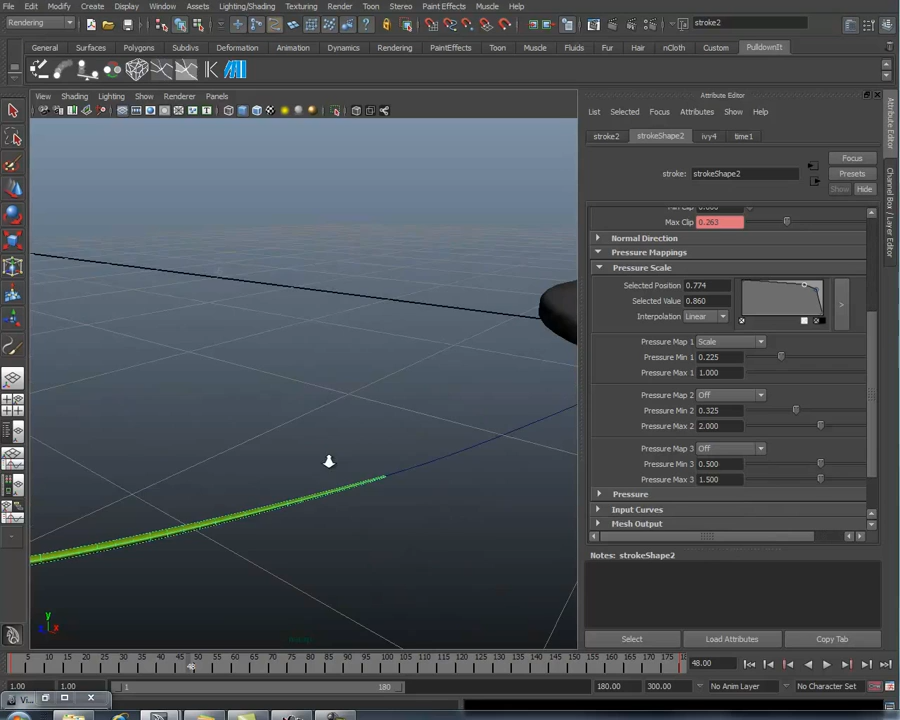 File Edit Modify Create Display Window Assets Lighting/Shading Texturing Render Toon Stereo Paint Effects Muscle Help
Rendering stroke2
General Surfaces Polygons Subdivs Deformation Animation Dynamics Rendering PaintEffects Toon Muscle Fluids Fur Hair nCloth Custom PulldownIt
View Shading Lighting Show Renderer Panels
Attribute Editor
List Selected Focus Attributes Show Help
stroke2 strokeShape2 ivy4 time1
Focus
stroke: strokeShape2 Presets
Show Hide
Max Clip 0.263
Normal Direction
Pressure Mappings
Pressure Scale
Selected Position 0.774
Selected Value 0.860
Interpolation Linear
>
Pressure Map 1 Scale
Pressure Min 1 0.225
Pressure Max 1 1.000
Pressure Map 2 Off
Pressure Min 2 0.325
Pressure Max 2 2.000
Pressure Map 3 Off
Pressure Min 3 0.500
Pressure Max 3 1.500
Pressure
Input Curves
Mesh Output
Notes: strokeShape2
Select Load Attributes Copy Tab
Attribute Editor
Channel Box / Layer Editor
y
x
5 10 15 20 25 30 35 40 45 50 55 60 65 70 75 80 85 90 95 100 105 110 115 120 125 130 135 140 145 150 155 160 165 170 175 180
48
48.00
1.00 1.00 1 180 180.00 300.00 No Anim Layer No Character Set
Vi...